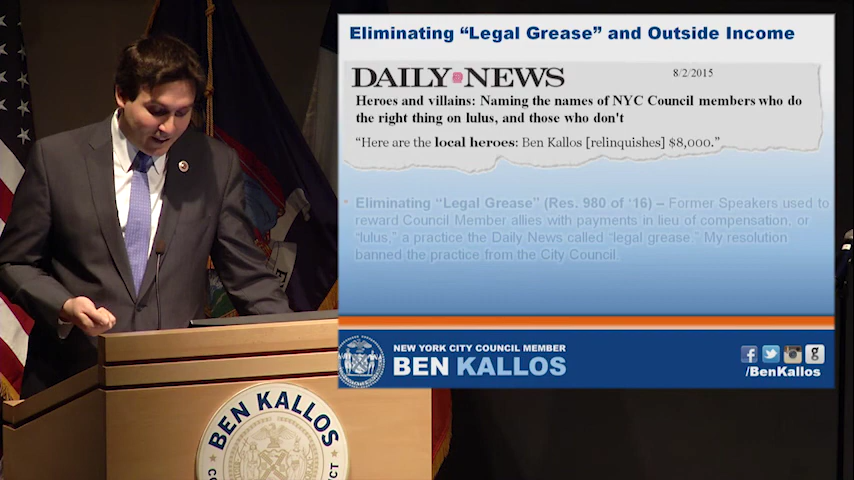 Eliminating “Legal Grease” and Outside Income
DAILY NEWS
8/2/2015
Heroes and villains: Naming the names of NYC Council members who do
the right thing on lulus, and those who don't
“Here are the local heroes: Ben Kallos [relinquishes] $8,000.”
Eliminating “Legal Grease” (Res. 980 of ‘16) – Former Speakers used to
reward Council Member allies with payments in lieu of compensation, or
“lulus,” a practice the Daily News called “legal grease.” My resolution
banned the practice from the City Council.
NEW YORK CITY COUNCIL MEMBER
BEN KALLOS
/BenKallos
BEN KALLOS